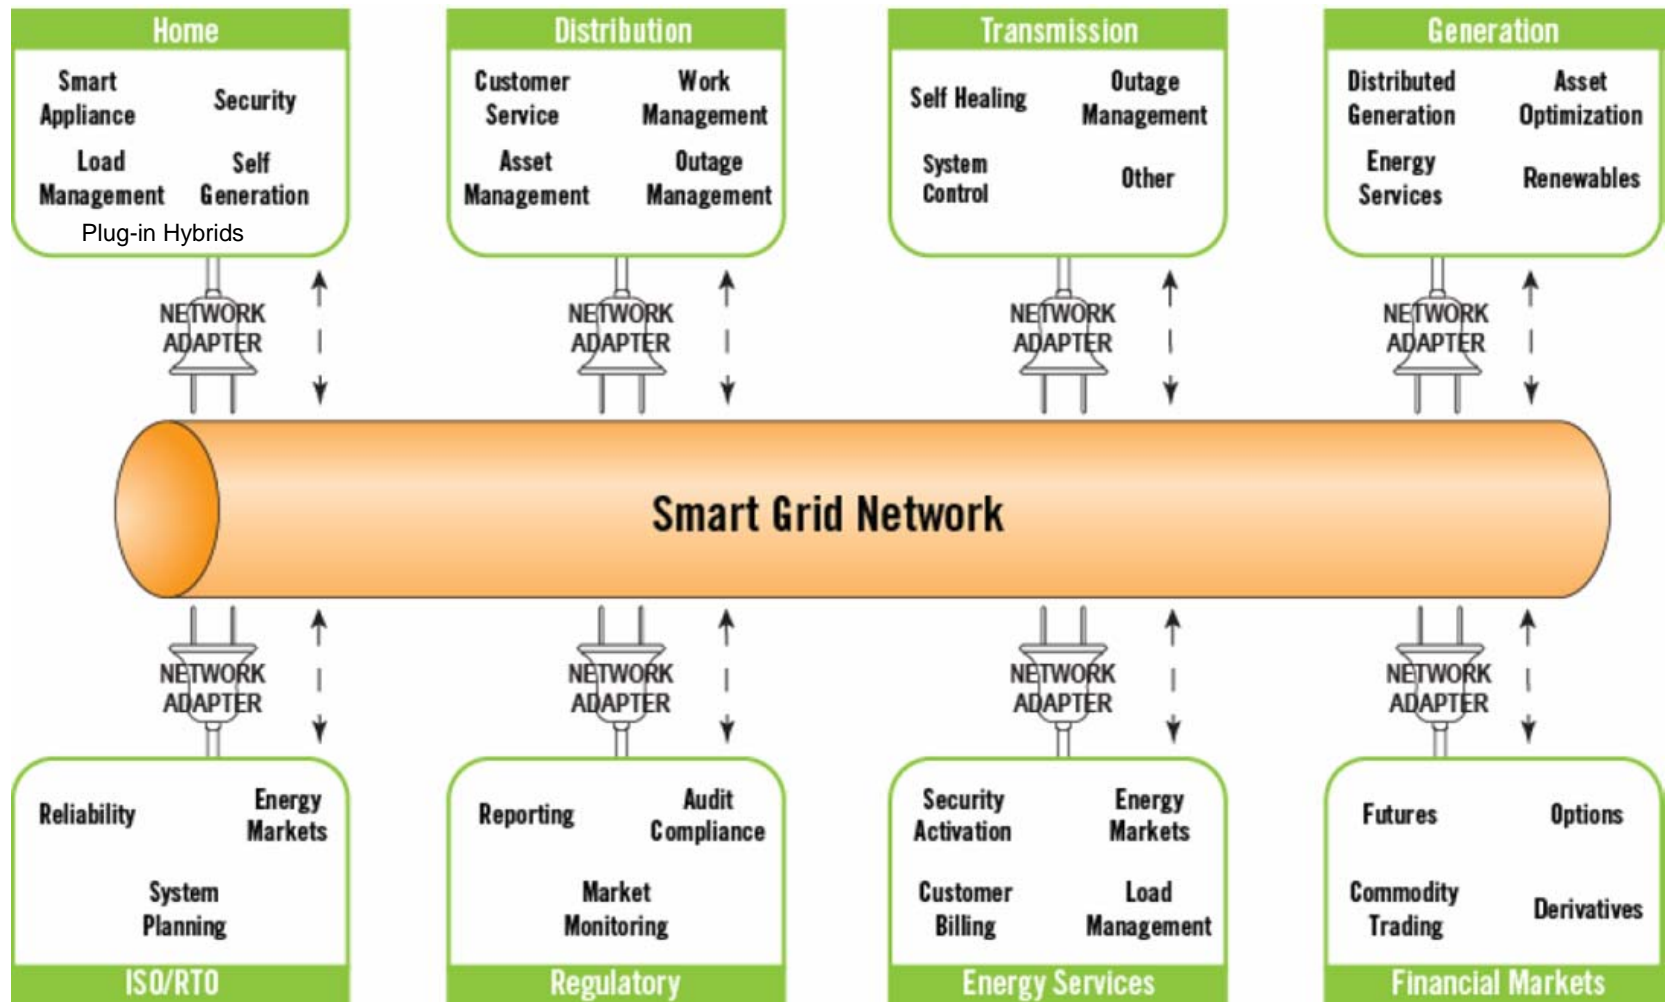 Home
Smart
Appliance
Security
Load
Management
Self
Generation
Plug-in Hybrids
Distribution
Customer
Service
Work
Management
Asset
Management
Outage
Management
Transmission
Self Healing
Outage
Management
System
Control
Other
Generation
Distributed
Generation
Asset
Optimization
Energy
Services
Renewables
NETWORK
ADAPTER
NETWORK
ADAPTER
NETWORK
ADAPTER
NETWORK
ADAPTER
Smart Grid Network
NETWORK
ADAPTER
NETWORK
ADAPTER
NETWORK
ADAPTER
NETWORK
ADAPTER
Reliability
Energy
Markets
System
Planning
ISO/RTO
Reporting
Audit
Compliance
Market
Monitoring
Regulatory
Security
Activation
Energy
Markets
Customer
Billing
Load
Management
Energy Services
Futures
Options
Commodity
Trading
Derivatives
Financial Markets